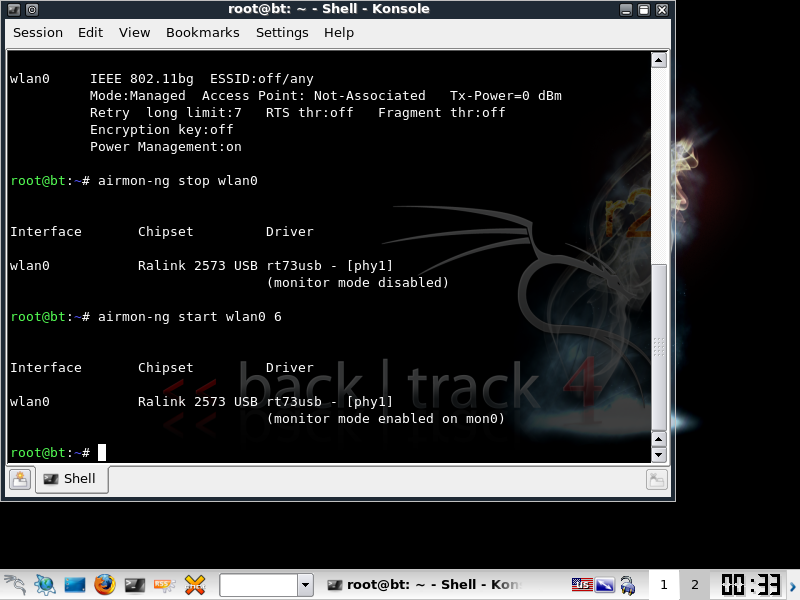 root@bt: ~ - Shell - Konsole
Session Edit View Bookmarks Settings Help
wlan0     IEEE 802.11bg  ESSID:off/any
          Mode:Managed  Access Point: Not-Associated   Tx-Power=0 dBm
          Retry  long limit:7   RTS thr:off   Fragment thr:off
          Encryption key:off
          Power Management:on
root@bt:~# airmon-ng stop wlan0
Interface       Chipset         Driver
wlan0           Ralink 2573 USB rt73usb - [phy1]
                                (monitor mode disabled)
root@bt:~# airmon-ng start wlan0 6
Interface       Chipset         Driver
wlan0           Ralink 2573 USB rt73usb - [phy1]
                                (monitor mode enabled on mon0)
root@bt:~#
<< back | track 4
r2
Shell
root@bt: ~ - Shell - Kon
US
1
2
00:33